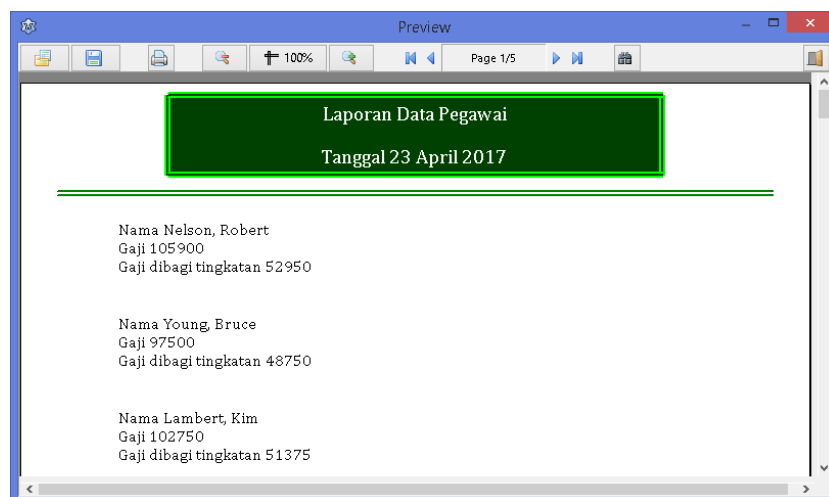 Preview
100%
Page 1/5
Laporan Data Pegawai
Tanggal 23 April 2017
Nama Nelson, Robert
Gaji 105900
Gaji dibagi tingkatan 52950
Nama Young, Bruce
Gaji 97500
Gaji dibagi tingkatan 48750
Nama Lambert, Kim
Gaji 102750
Gaji dibagi tingkatan 51375